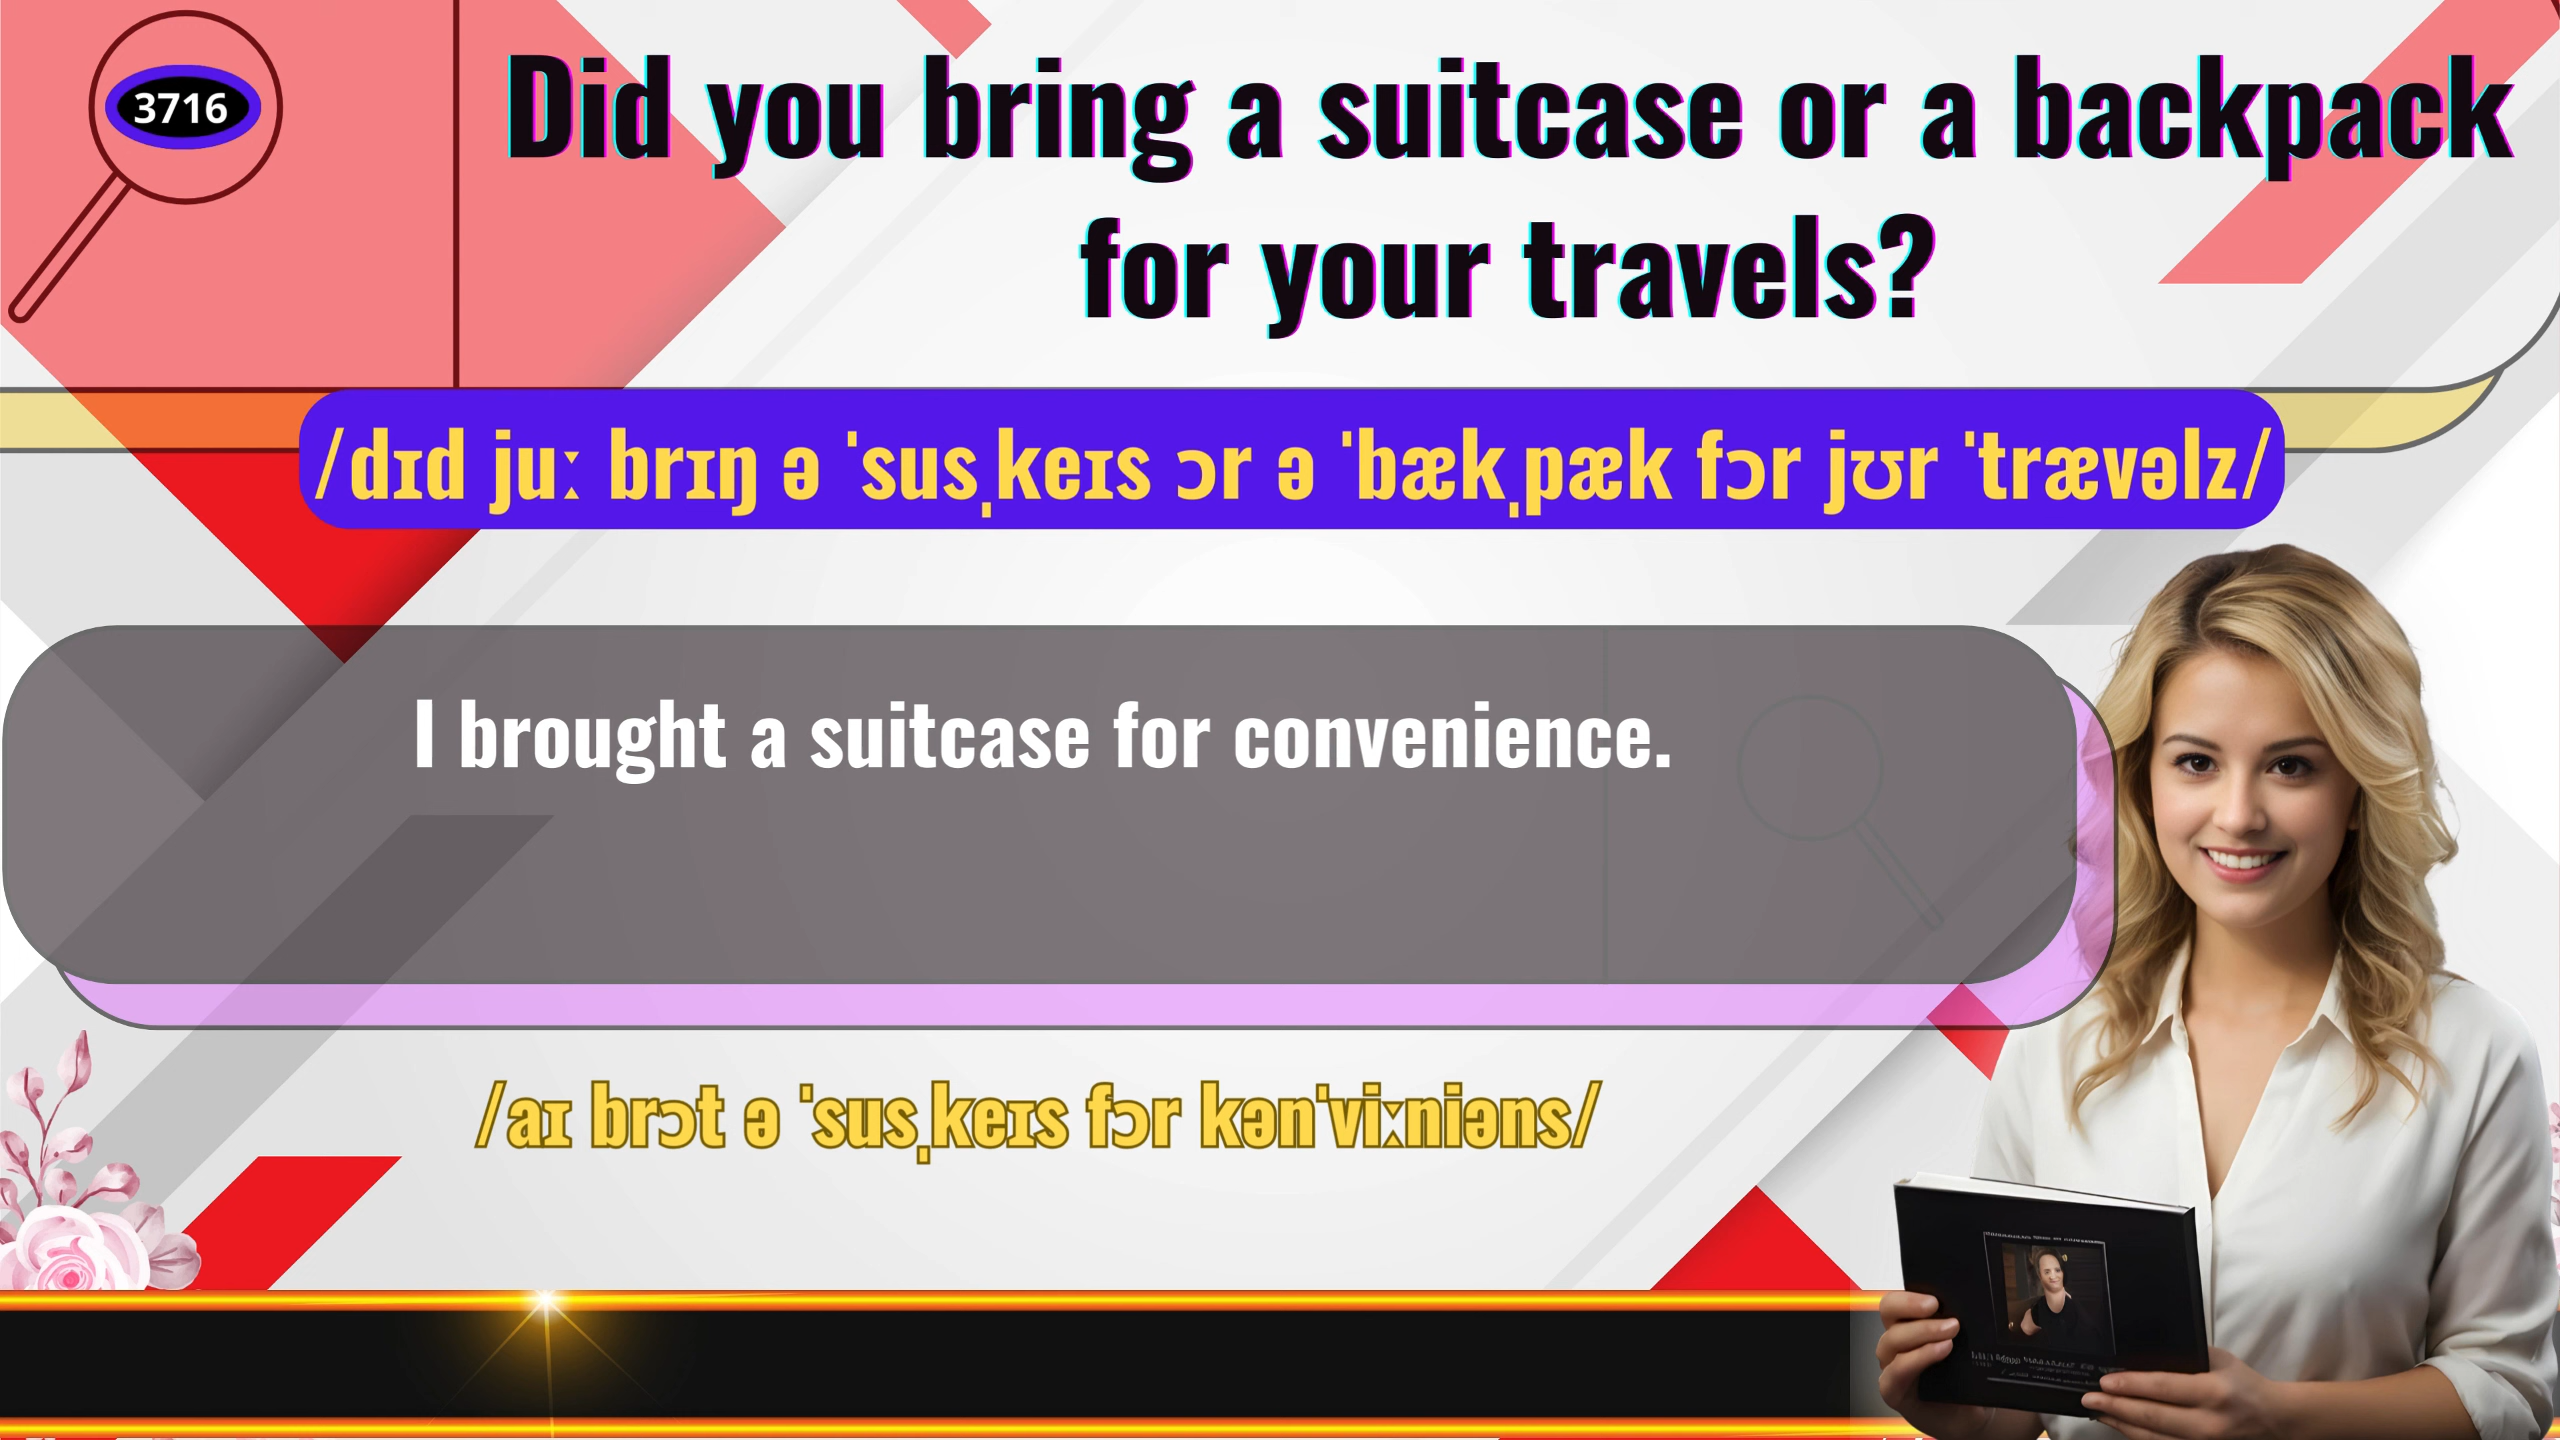 3716
Did you bring a suitcase or a backpack
for your travels?
/dɪd juː brɪŋ ə ˈsusˌkeɪs ɔr ə ˈbækˌpæk fɔr jʊr ˈtrævəlz/
I brought a suitcase for convenience.
/aɪ brɔt ə ˈsusˌkeɪs fɔr kənˈviːniəns/